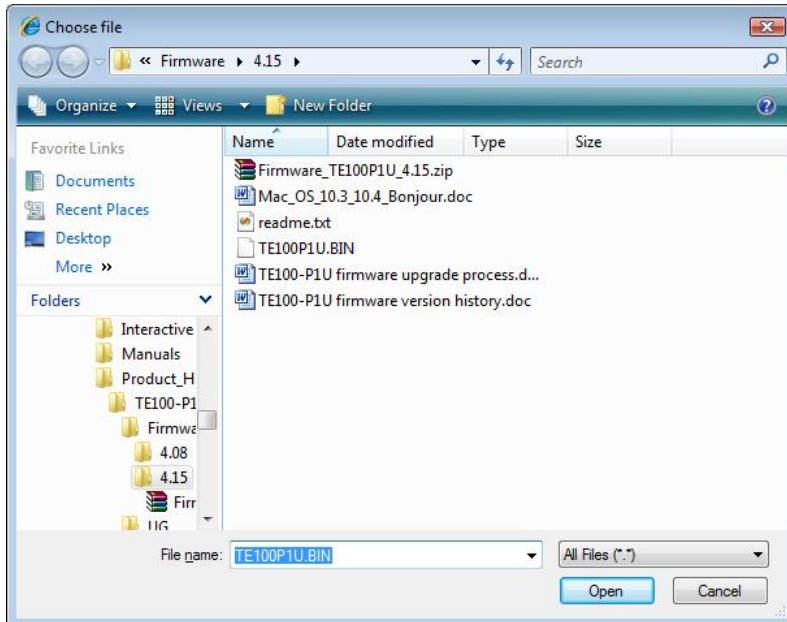 Choose file
« Firmware 4.15
Search
Organize Views New Folder
Favorite Links
Documents
Recent Places
Desktop
More »
Folders
Interactive
Manuals
Product_H
TE100-P1
Firmwa
4.08
4.15
Firr
UG
Name Date modified Type Size
Firmware_TE100P1U_4.15.zip
Mac_OS_10.3_10.4_Bonjour.doc
readme.txt
TE100P1U.BIN
TE100-P1U firmware upgrade process.d...
TE100-P1U firmware version history.doc
File name: TE100P1U.BIN All Files (*.*)
Open Cancel